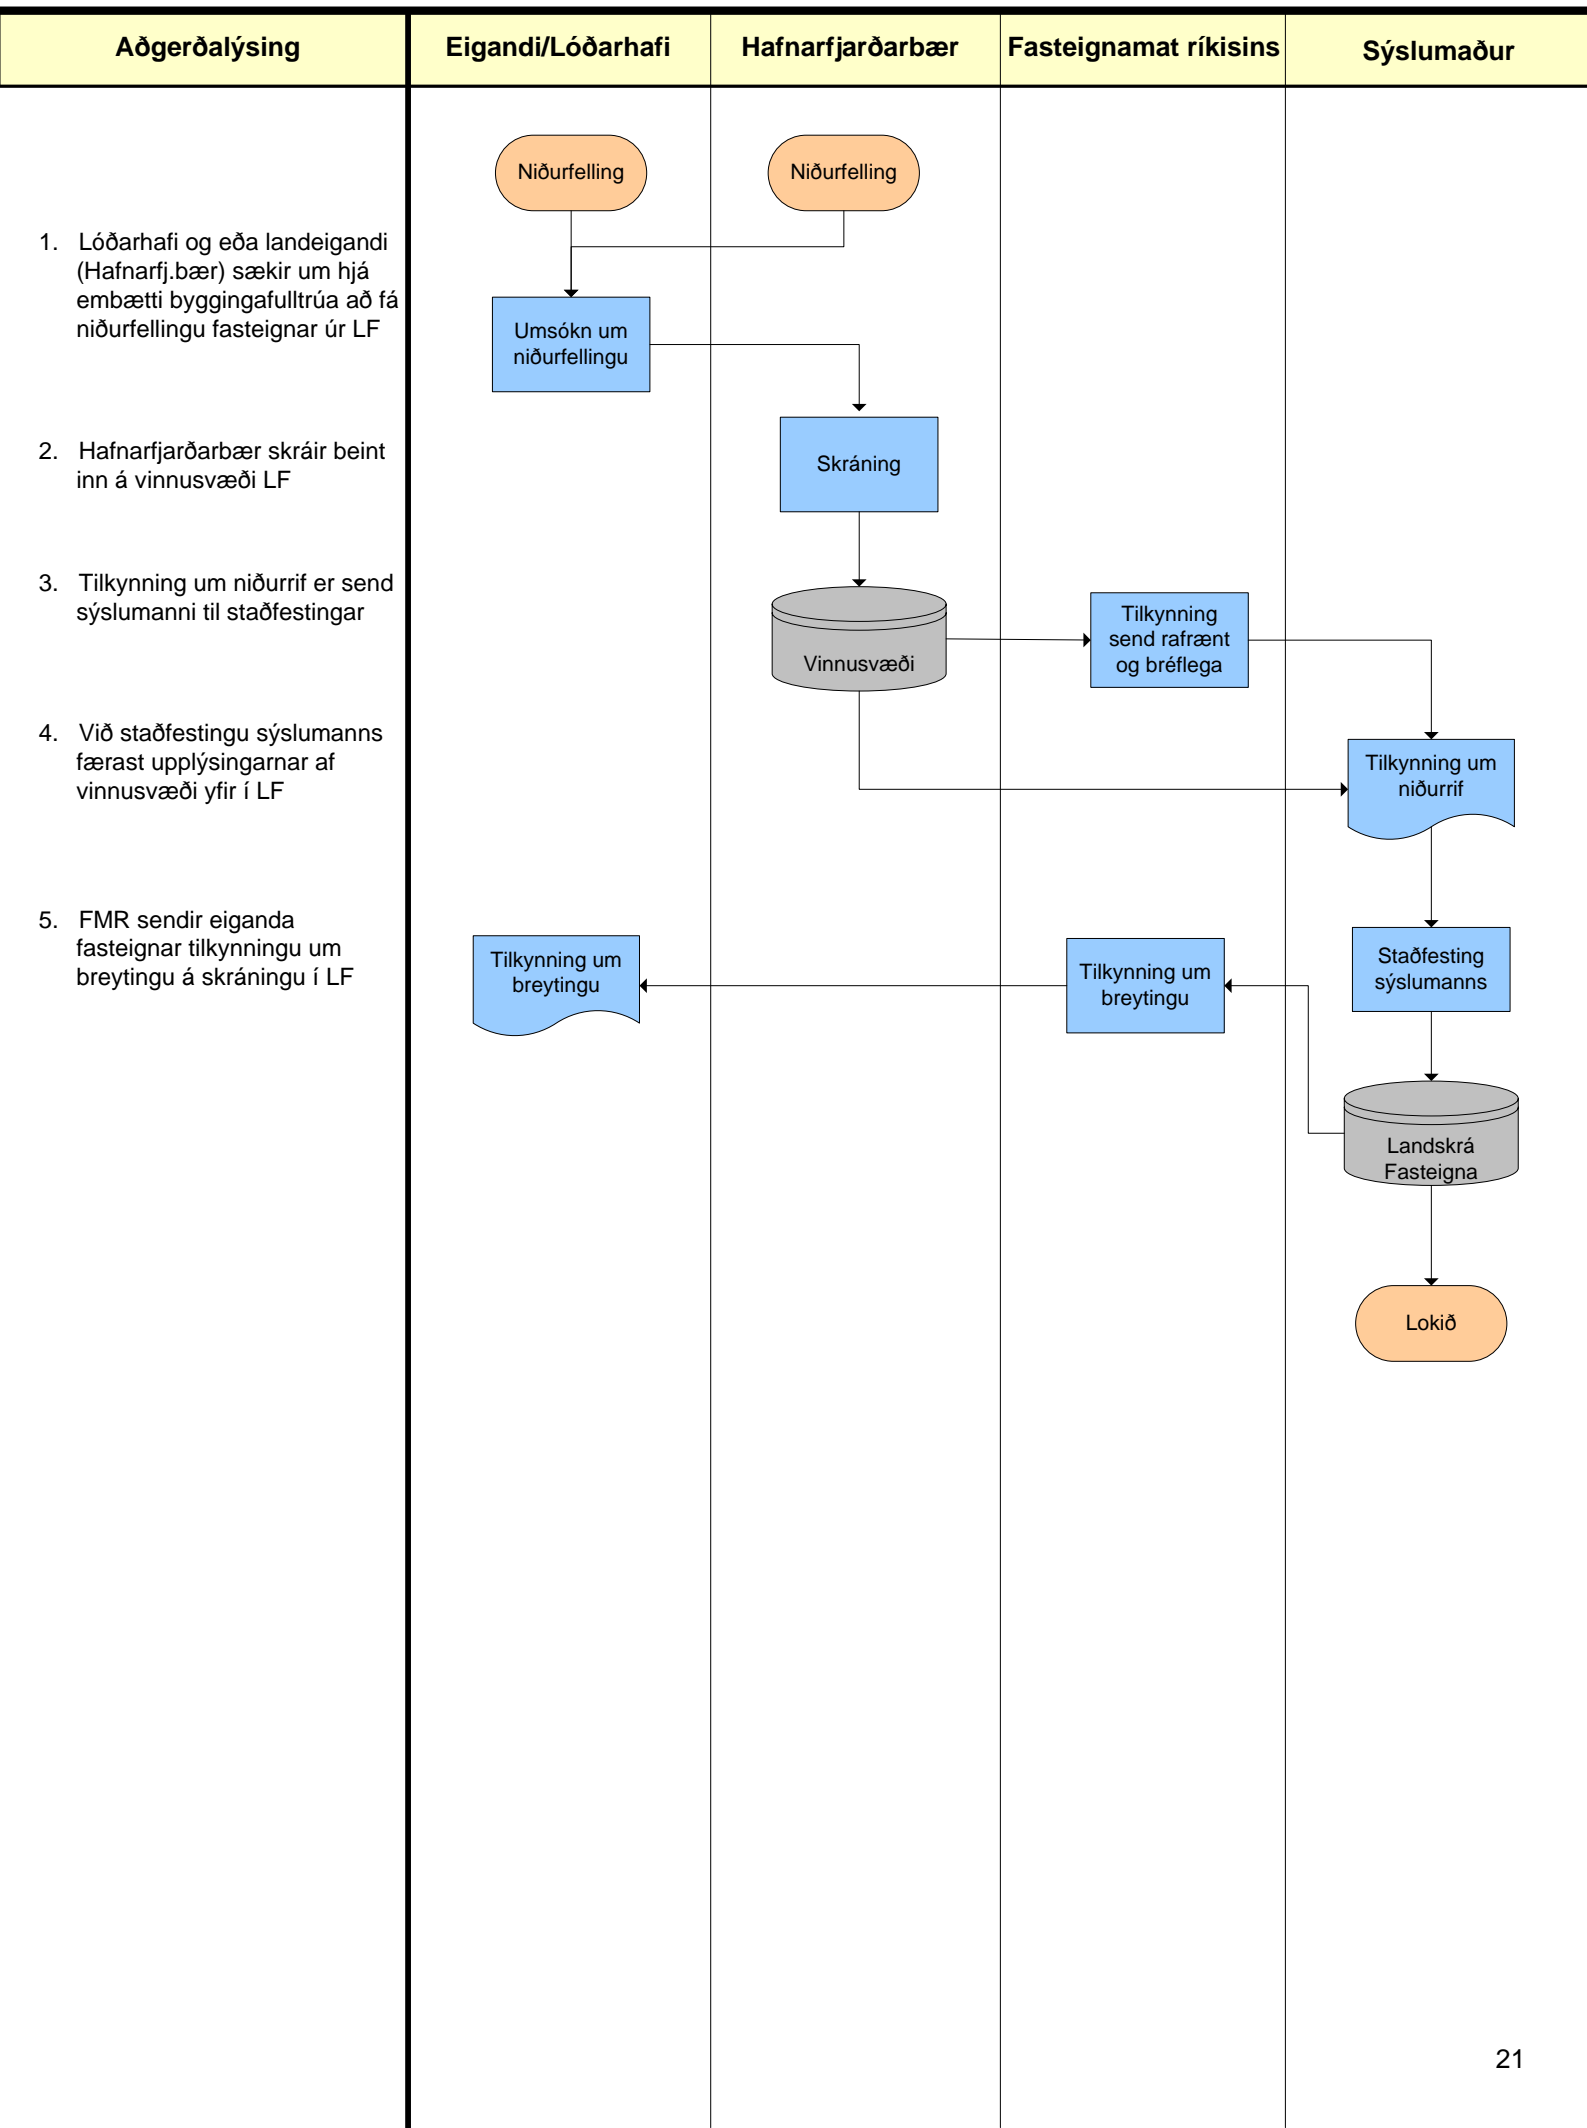 Aðgerðalýsing
Eigandi/Lóðarhafi
Hafnarfjarðarbær
Fasteignamat ríkisins
Sýslumaður
Niðurfelling
Niðurfelling
1. Lóðarhafi og eða landeigandi
(Hafnarfj.bær) sækir um hjá
embætti byggingafulltrúa að fá
niðurfellingu fasteignar úr LF
Umsókn um
niðurfellingu
2. Hafnarfjarðarbær skráir beint
inn á vinnusvæði LF
Skráning
3. Tilkynning um niðurrif er send
sýslumanni til staðfestingar
Vinnusvæði
Tilkynning
send rafrænt
og bréflega
4. Við staðfestingu sýslumanns
færast upplýsingarnar af
vinnusvæði yfir í LF
Tilkynning um
niðurrif
5. FMR sendir eiganda
fasteignar tilkynningu um
breytingu á skráningu í LF
Tilkynning um
breytingu
Tilkynning um
breytingu
Staðfesting
sýslumanns
Landskrá
Fasteigna
Lokið
21